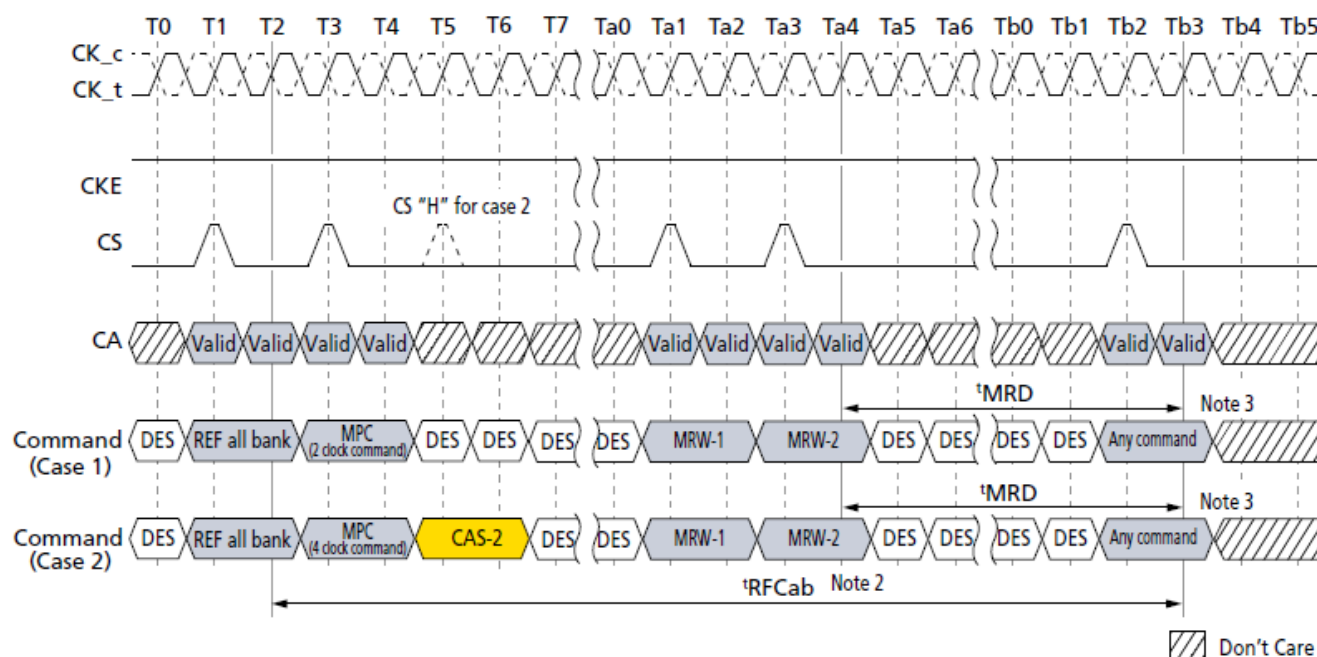 T0 T1 T2 T3 T4 T5 T6 T7 Ta0 Ta1 Ta2 Ta3 Ta4 Ta5 Ta6 Tb0 Tb1 Tb2 Tb3 Tb4 Tb5
CK_c
CK_t
CKE
CS "H" for case 2
CS
CA
Valid Valid Valid Valid Valid Valid Valid Valid Valid Valid
tMRD
Note 3
Command
(Case 1)
DES REF all bank MPC (2 clock command) DES DES DES DES MRW-1 MRW-2 DES DES DES DES Any command
tMRD
Note 3
Command
(Case 2)
DES REF all bank MPC (4 clock command) CAS-2 DES DES MRW-1 MRW-2 DES DES DES DES Any command
tRFCab Note 2
Don't Care